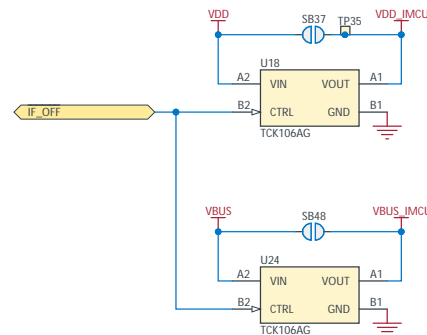 VDD SB37 TP35 VDD_IMCU
U18
A2 VIN VOUT A1
IF_OFF B2 CTRL GND B1
TCK106AG
VBUS SB48 VBUS_IMCU
U24
A2 VIN VOUT A1
B2 CTRL GND B1
TCK106AG